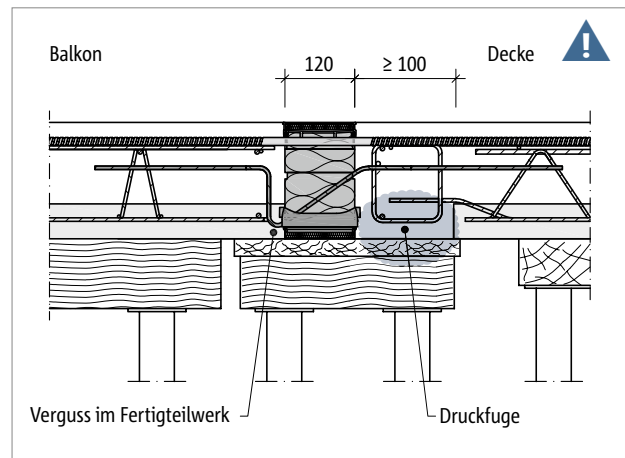 Balkon
Decke
!
120
≥ 100
Verguss im Fertigteilwerk
Druckfuge